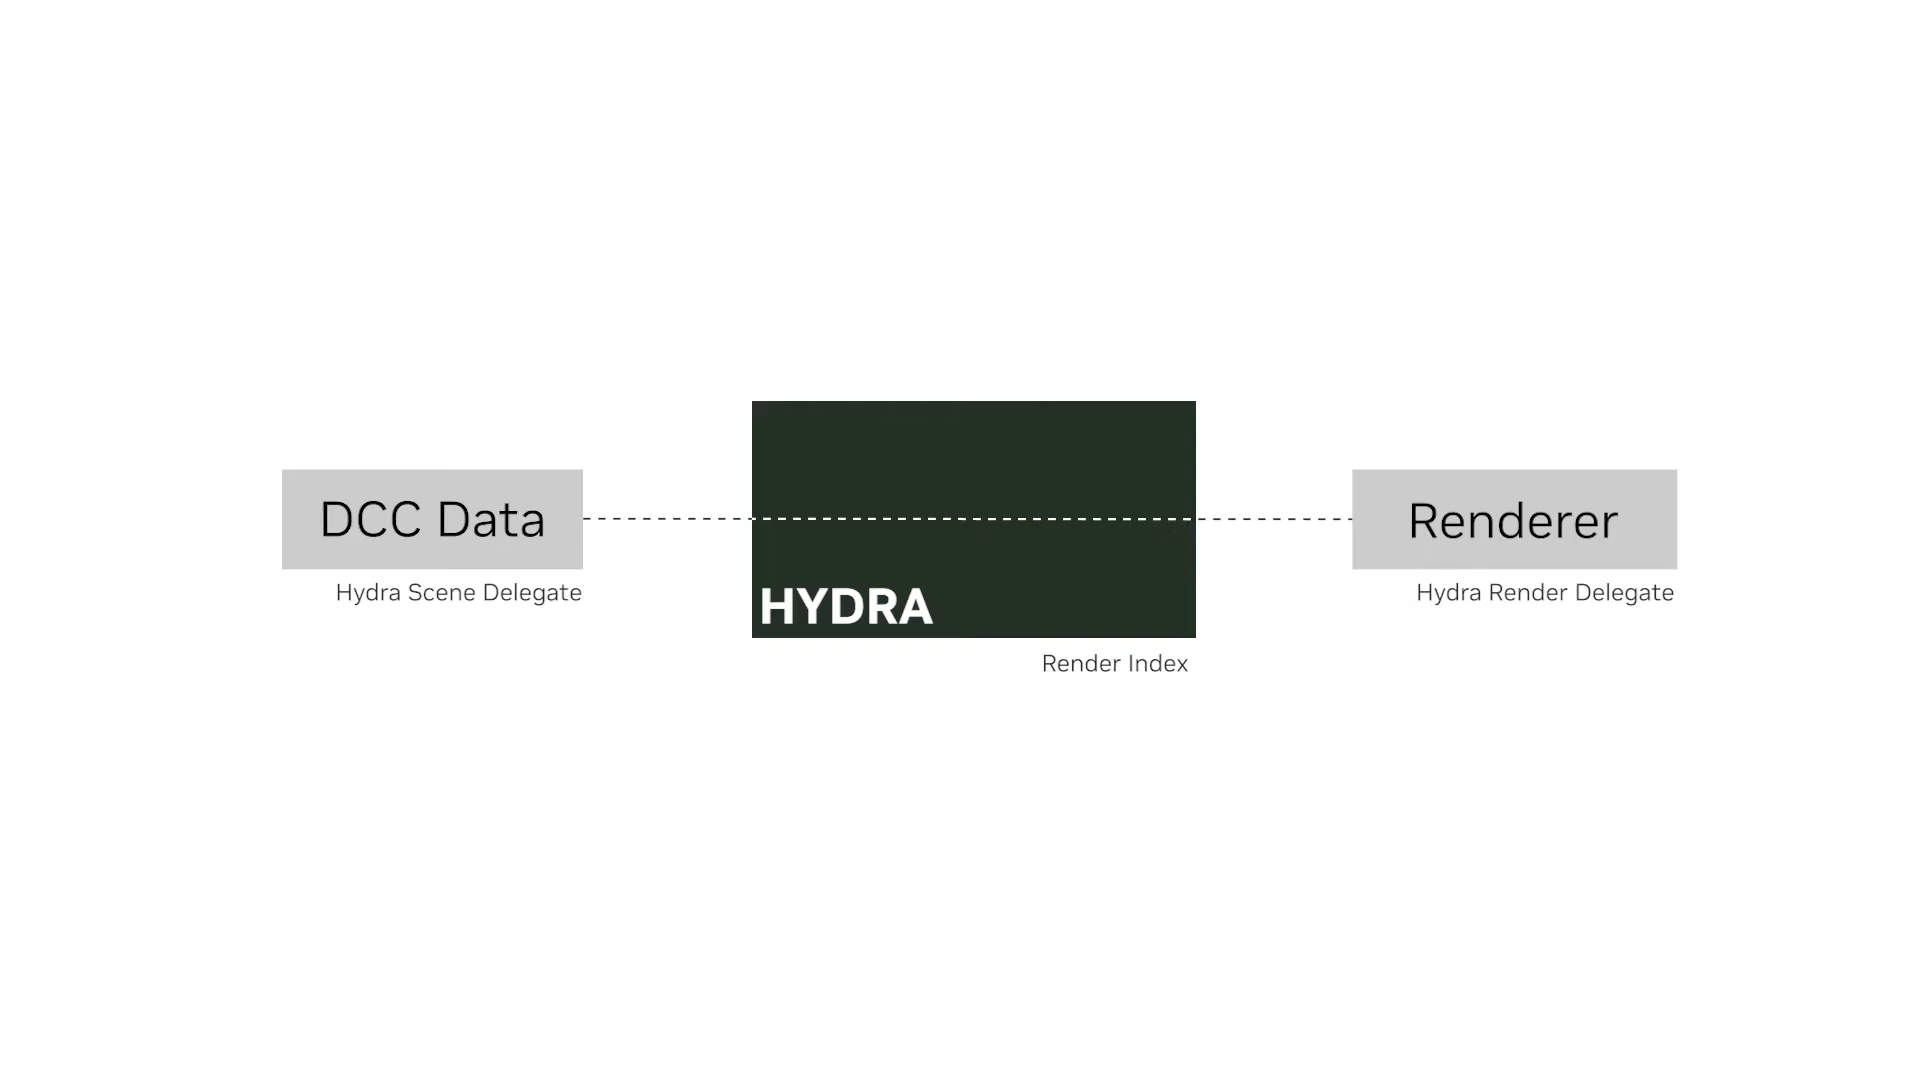 DCC Data
Hydra Scene Delegate
HYDRA
Render Index
Renderer
Hydra Render Delegate